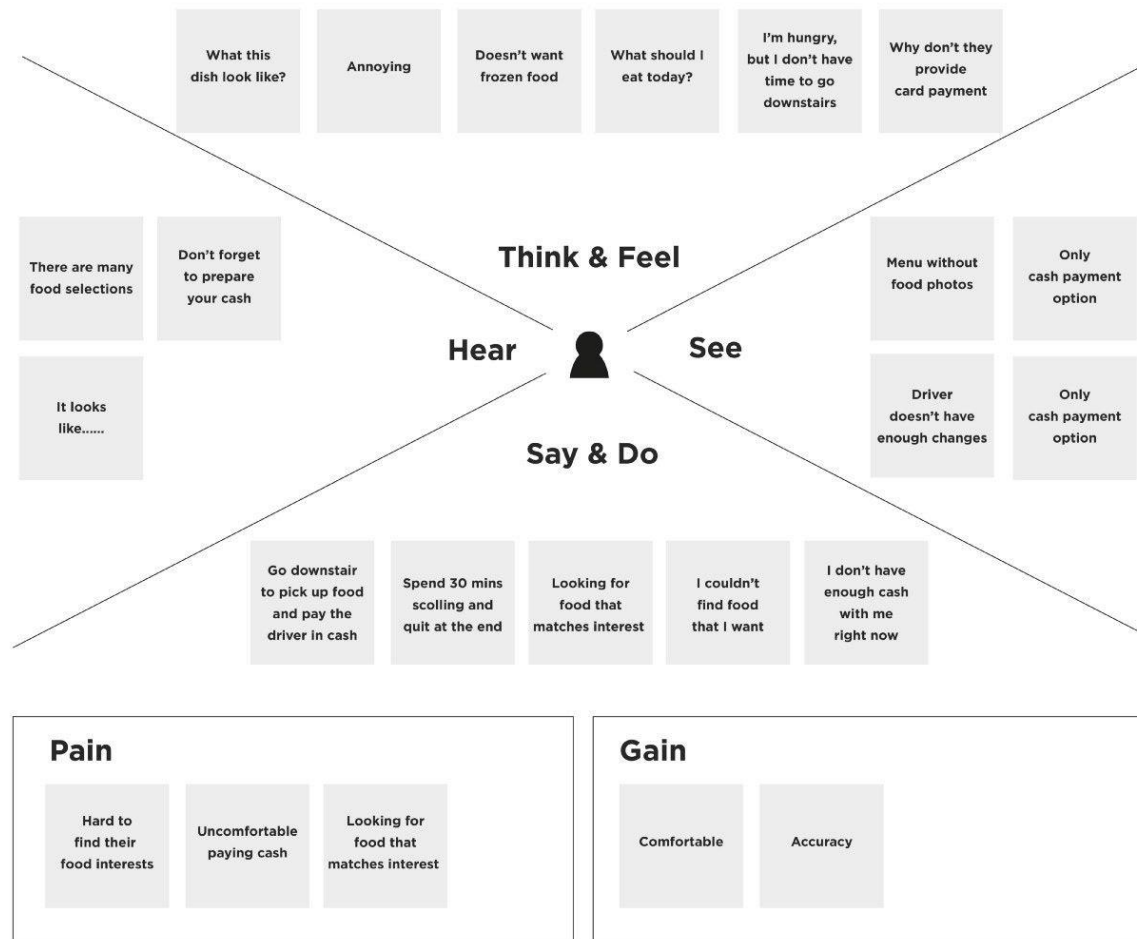 What this
dish look like?
Annoying
Doesn't want
frozen food
What should I
eat today?
I'm hungry,
but I don't have
time to go
downstairs
Why don't they
provide
card payment
Think & Feel
There are many
food selections
Don't forget
to prepare
your cash
It looks
like......
Hear
See
Menu without
food photos
Only
cash payment
option
Driver
doesn't have
enough changes
Only
cash payment
option
Say & Do
Go downstair
to pick up food
and pay the
driver in cash
Spend 30 mins
scolling and
quit at the end
Looking for
food that
matches interest
I couldn't
find food
that I want
I don't have
enough cash
with me
right now
Pain
Hard to
find their
food interests
Uncomfortable
paying cash
Looking for
food that
matches interest
Gain
Comfortable
Accuracy